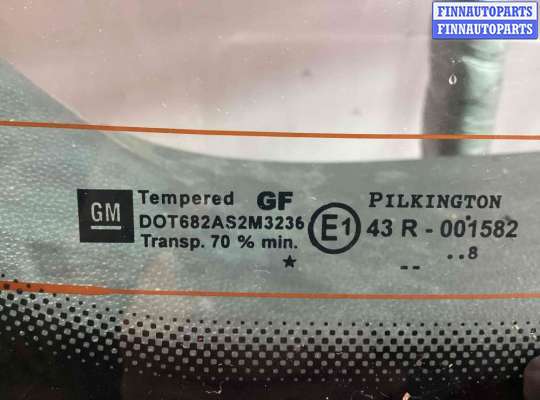 FINNAUTOPARTS
FINNAUTOPARTS
GM
Tempered GF
DOT682AS2M3236
Transp. 70 % min.
E1
PILKINGTON
43 R - 001582
-- ..8